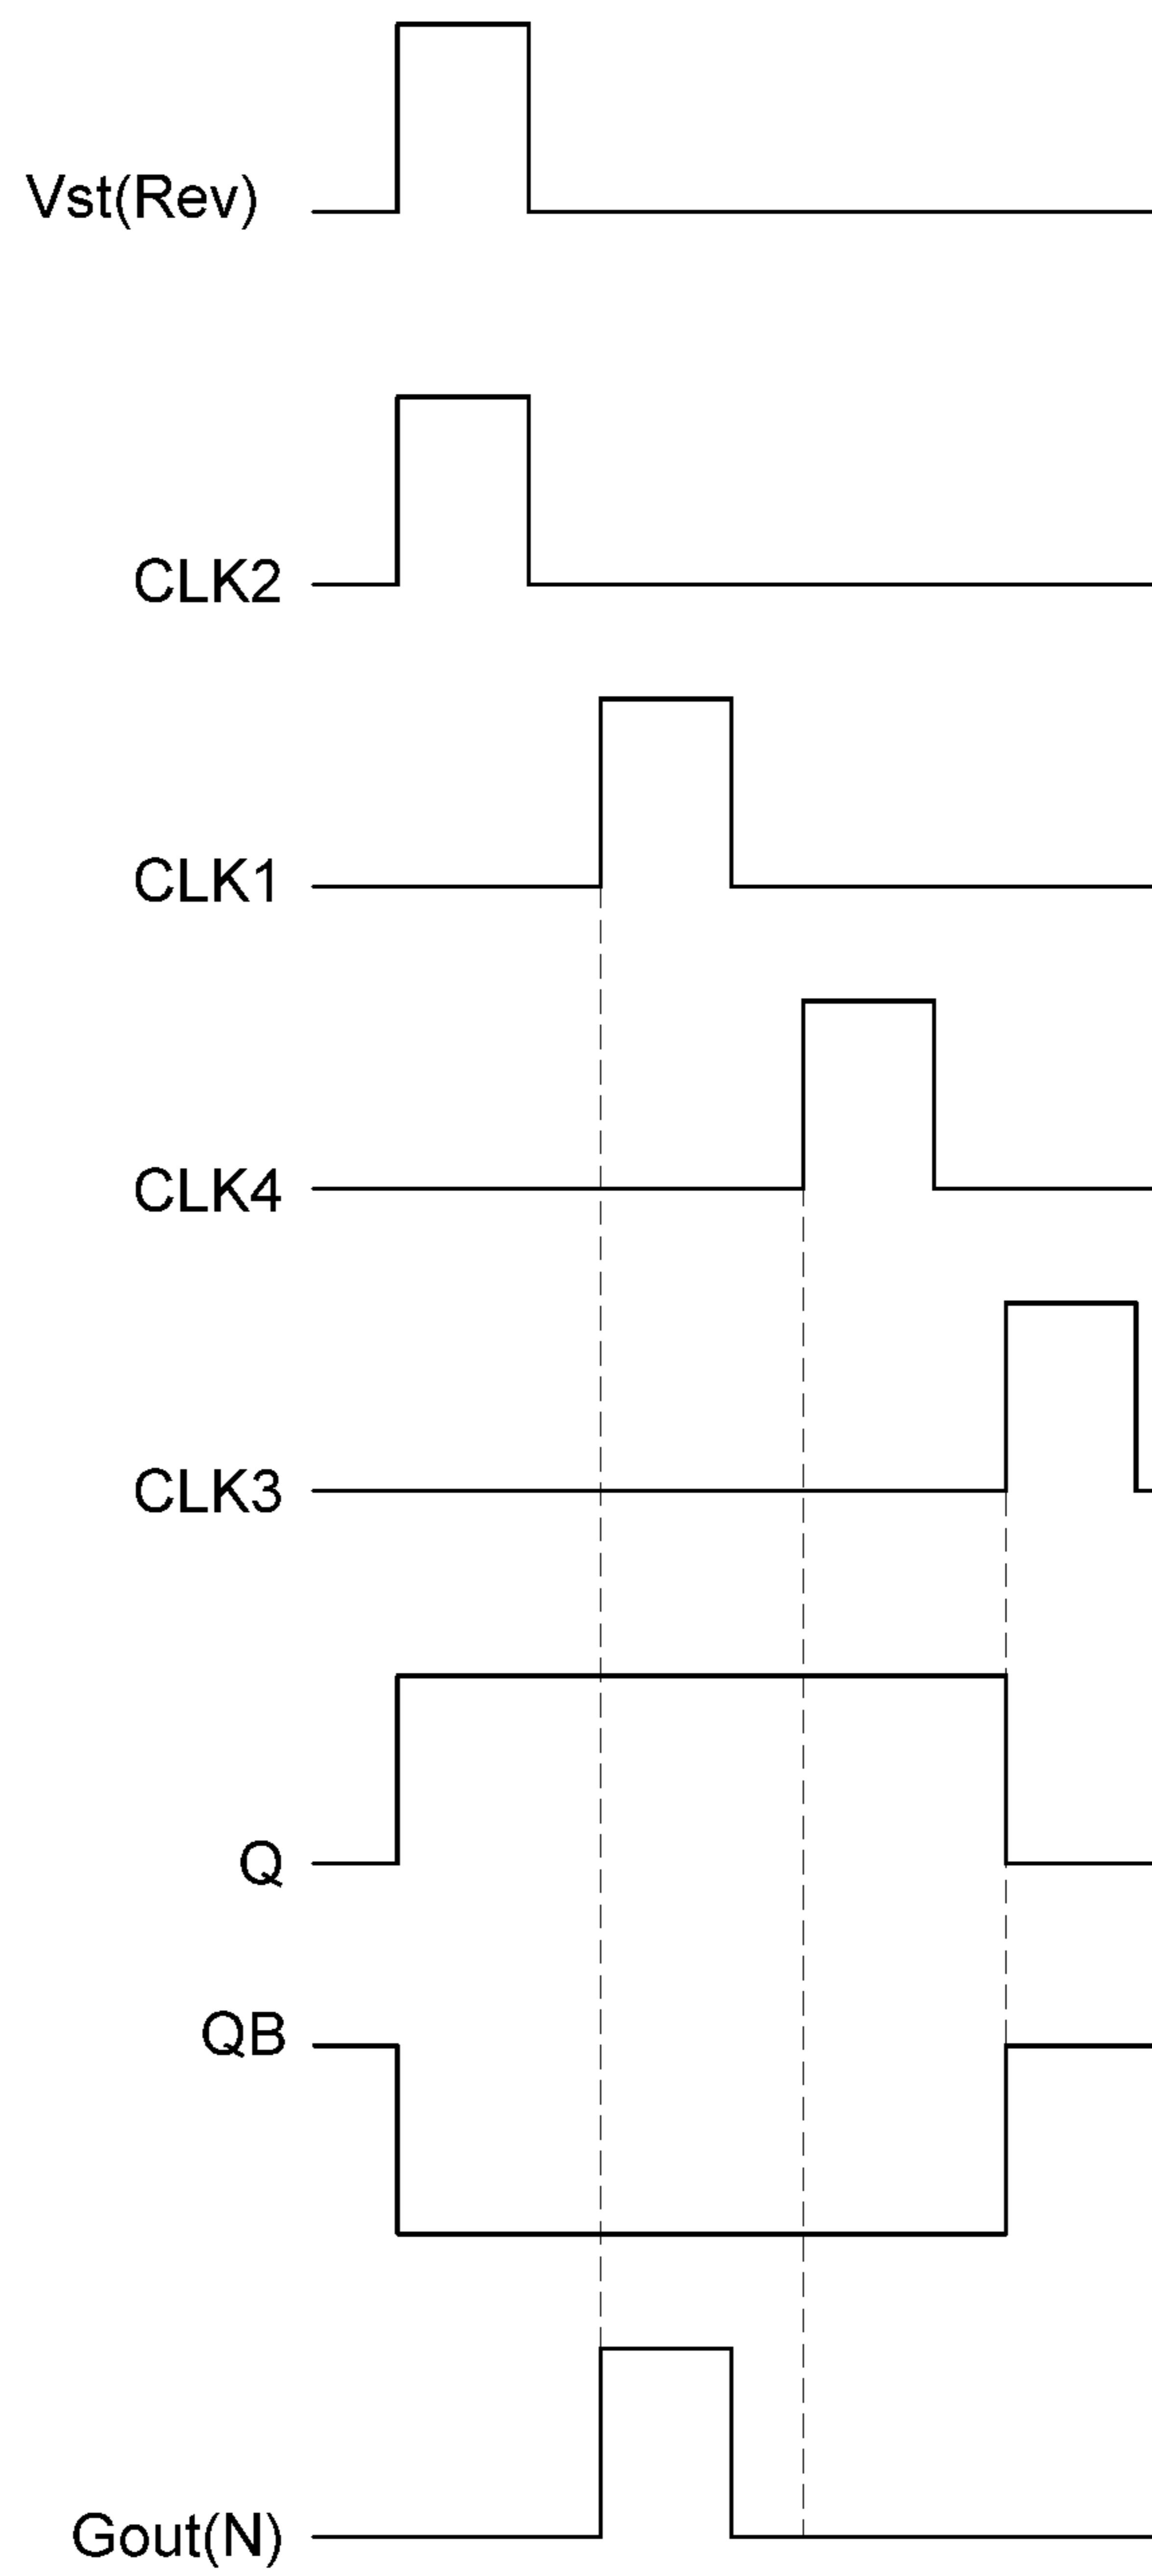 Vst(Rev)
CLK2
CLK1
CLK4
CLK3
Q
QB
Gout(N)